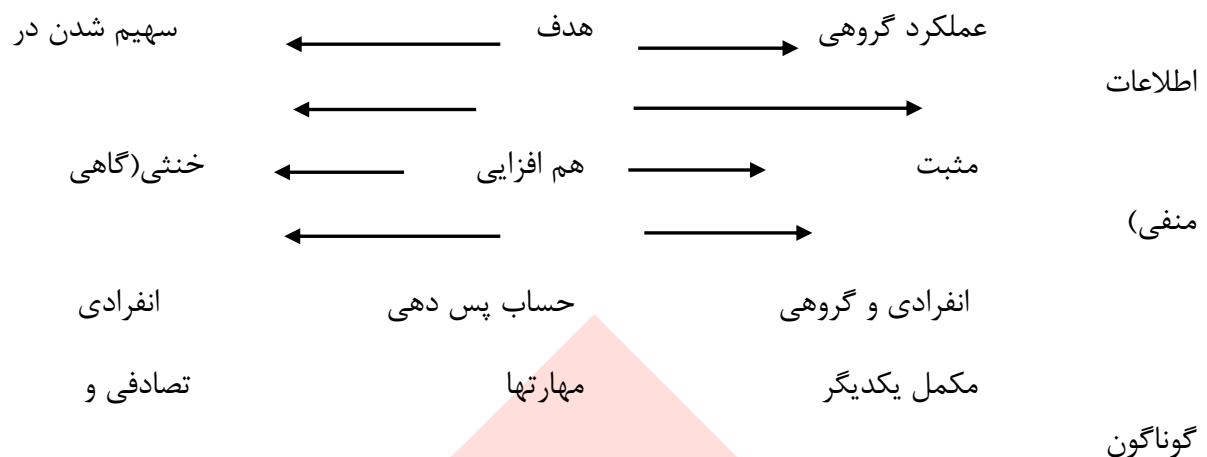 عملکرد گروهی هدف سهیم شدن در
اطلاعات
مثبت هم افزایی خنثی(گاهی
منفی)
انفرادی و گروهی حساب پس دهی انفرادی
مکمل یکدیگر مهارتها تصادفی و
گوناگون